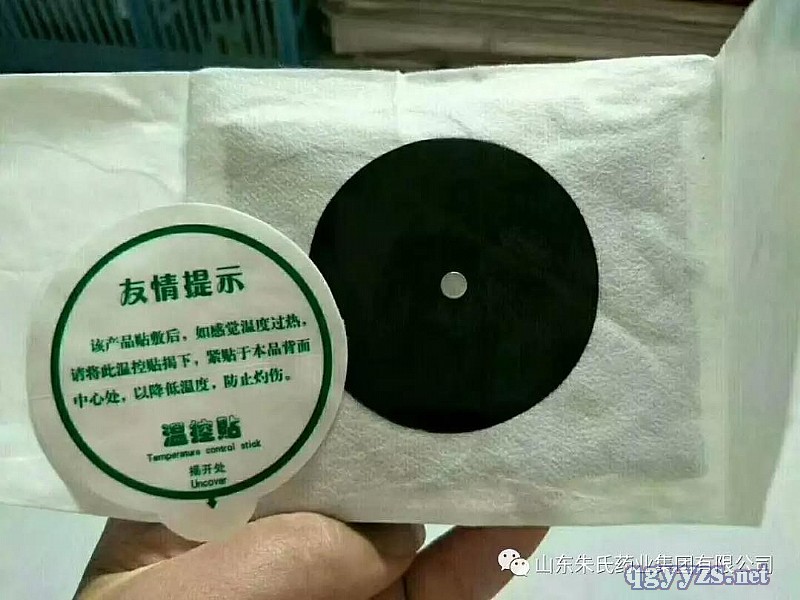 友情提示
该产品贴敷后，如感觉温度过热，
请将此温控贴揭下，紧贴于本品背面
中心处，以降低温度，防止灼伤。
温控贴
Temperature control stick
揭开处
Uncover
山东朱氏药业集团有限公司
qgyyzs.net